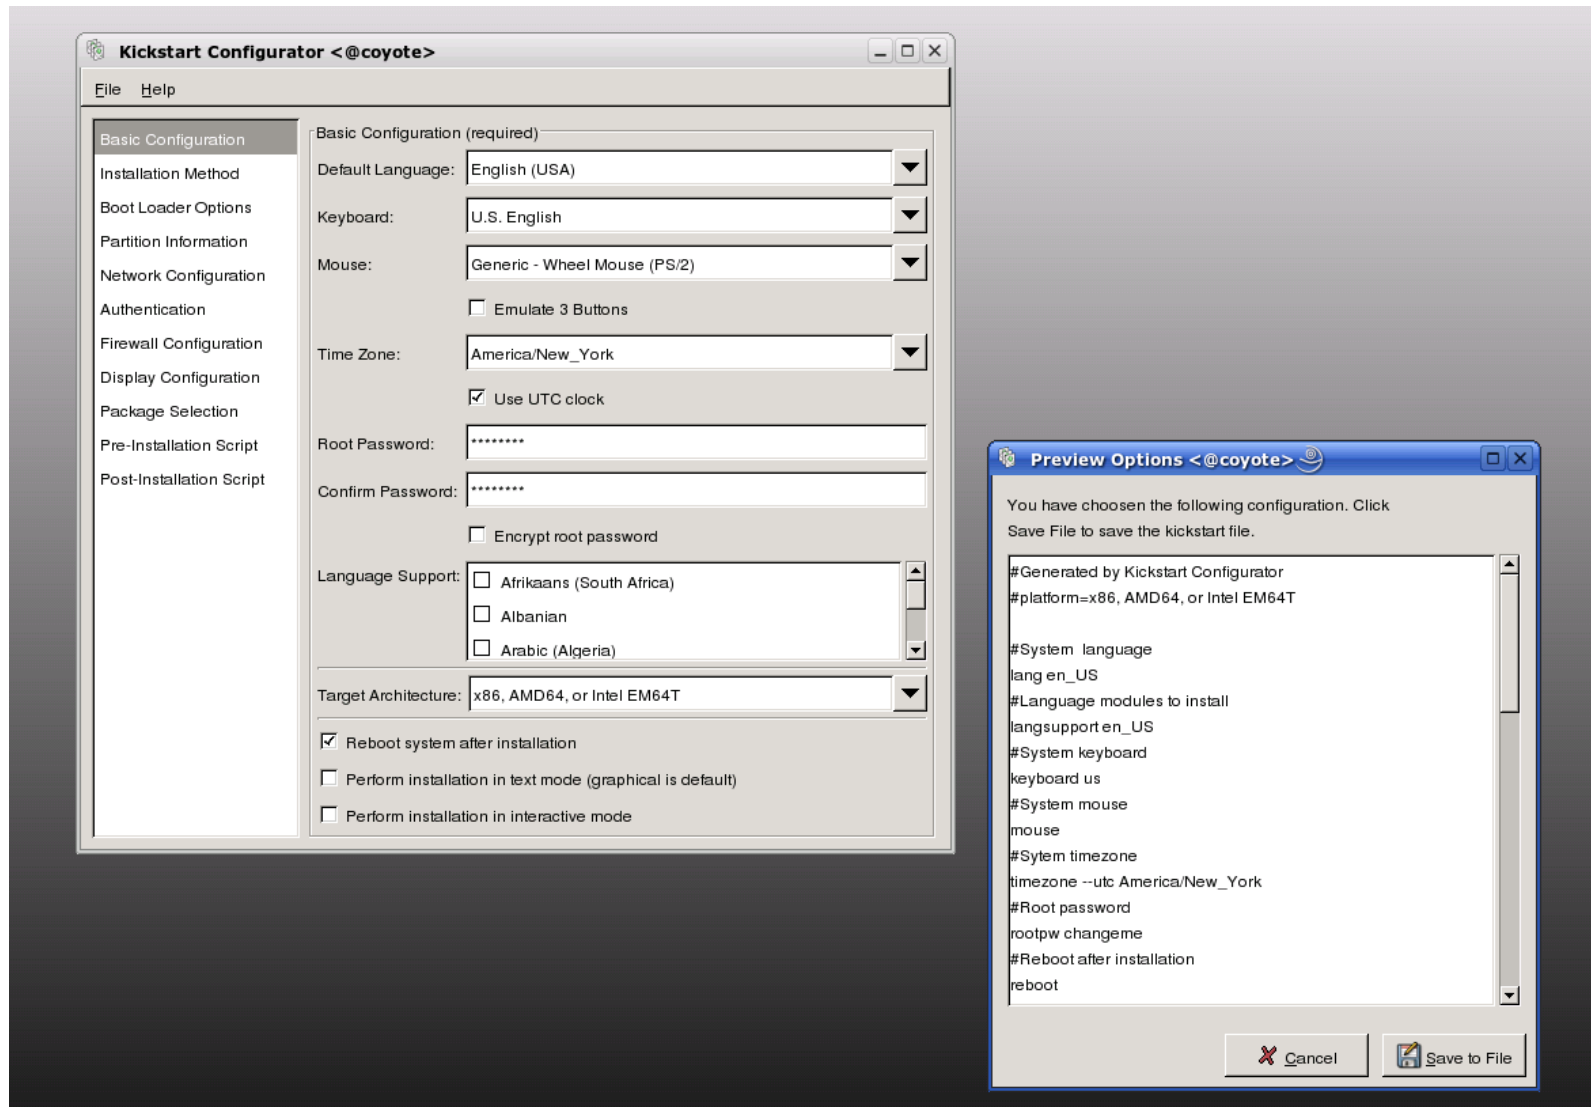 Kickstart Configurator <@coyote>
File Help
Basic Configuration
Installation Method
Boot Loader Options
Partition Information
Network Configuration
Authentication
Firewall Configuration
Display Configuration
Package Selection
Pre-Installation Script
Post-Installation Script
Basic Configuration (required)
Default Language: English (USA)
Keyboard: U.S. English
Mouse: Generic - Wheel Mouse (PS/2)
Emulate 3 Buttons
Time Zone: America/New_York
Use UTC clock
Root Password: ********
Confirm Password: ********
Encrypt root password
Language Support: Afrikaans (South Africa)
Albanian
Arabic (Algeria)
Target Architecture: x86, AMD64, or Intel EM64T
Reboot system after installation
Perform installation in text mode (graphical is default)
Perform installation in interactive mode
Preview Options <@coyote>
You have choosen the following configuration. Click
Save File to save the kickstart file.
#Generated by Kickstart Configurator
#platform=x86, AMD64, or Intel EM64T
#System language
lang en_US
#Language modules to install
langsupport en_US
#System keyboard
keyboard us
#System mouse
mouse
#Sytem timezone
timezone --utc America/New_York
#Root password
rootpw changeme
#Reboot after installation
reboot
Cancel Save to File